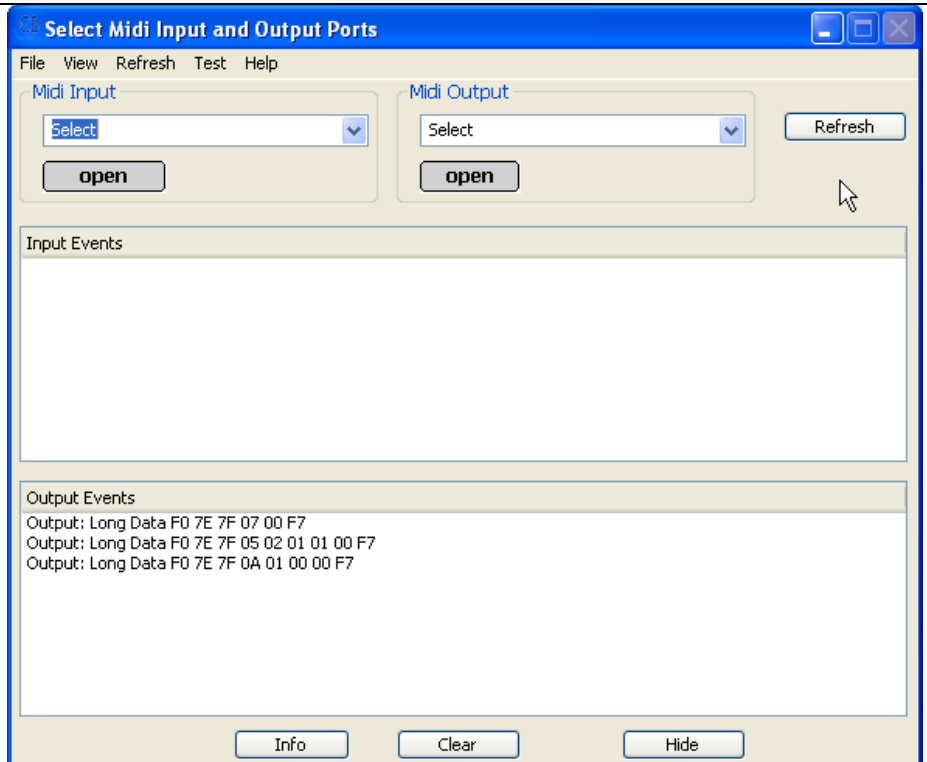 Select Midi Input and Output Ports
File View Refresh Test Help
Midi Input
Midi Output
Select
Select
Refresh
open
open
Input Events
Output Events
Output: Long Data F0 7E 7F 07 00 F7
Output: Long Data F0 7E 7F 05 02 01 01 00 F7
Output: Long Data F0 7E 7F 0A 01 00 00 F7
Info
Clear
Hide